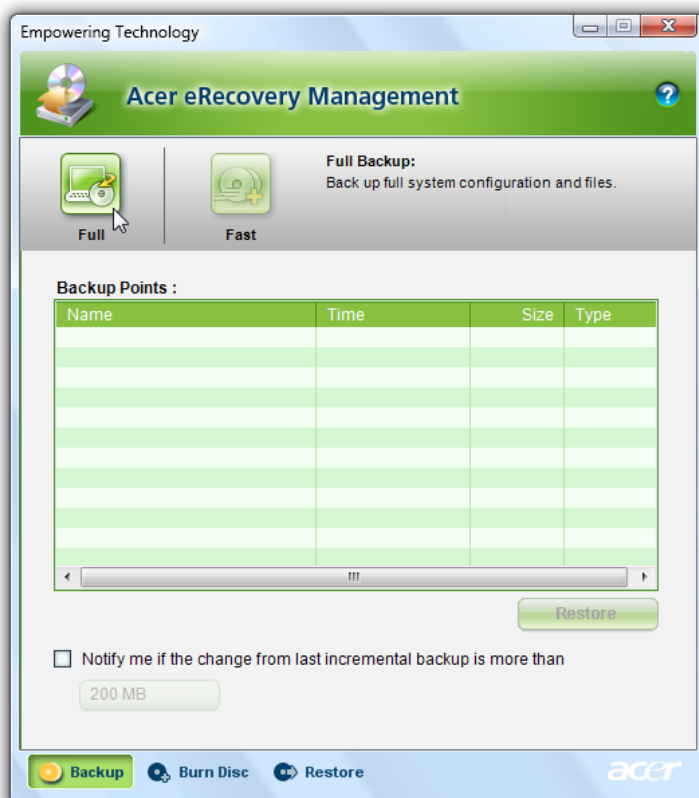 Empowering Technology
Acer eRecovery Management
?
Full Backup:
Back up full system configuration and files.
Full
Fast
Backup Points :
Name Time Size Type
Restore
Notify me if the change from last incremental backup is more than
200 MB
Backup Burn Disc Restore acer